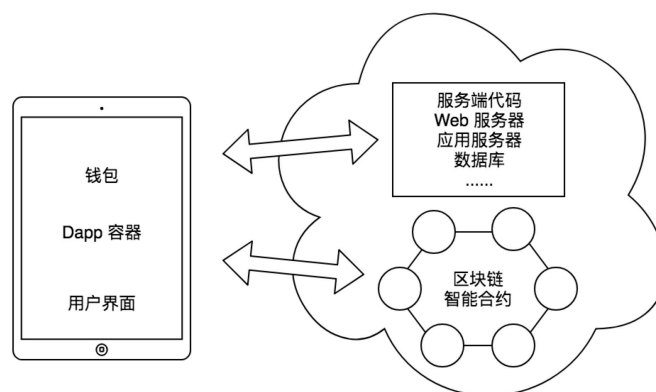 钱包
Dapp 容器
用户界面
服务端代码
Web 服务器
应用服务器
数据库
......
区块链
智能合约